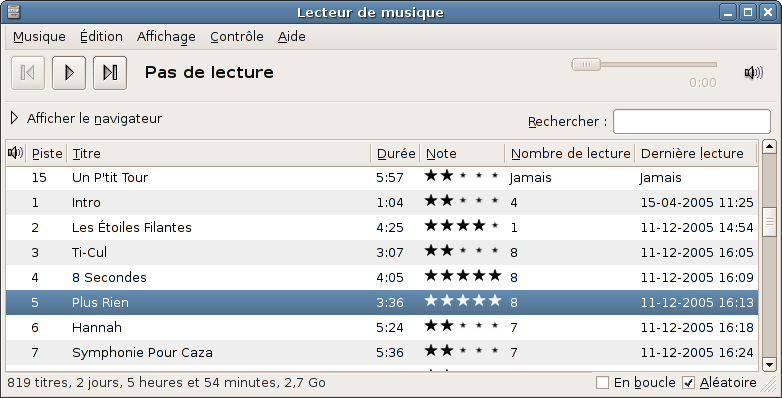 Lecteur de musique
Musique Édition Affichage Contrôle Aide
Pas de lecture
0:00
Afficher le navigateur Rechercher :
Piste Titre Durée Note Nombre de lecture Dernière lecture
15 Un P'tit Tour 5:57 Jamais Jamais
1 Intro 1:04 4 15-04-2005 11:25
2 Les Étoiles Filantes 4:25 1 11-12-2005 14:54
3 Ti-Cul 3:07 8 11-12-2005 16:05
4 8 Secondes 4:05 8 11-12-2005 16:09
5 Plus Rien 3:36 8 11-12-2005 16:13
6 Hannah 5:24 7 11-12-2005 16:18
7 Symphonie Pour Caza 5:36 7 11-12-2005 16:24
819 titres, 2 jours, 5 heures et 54 minutes, 2,7 Go En boucle Aléatoire